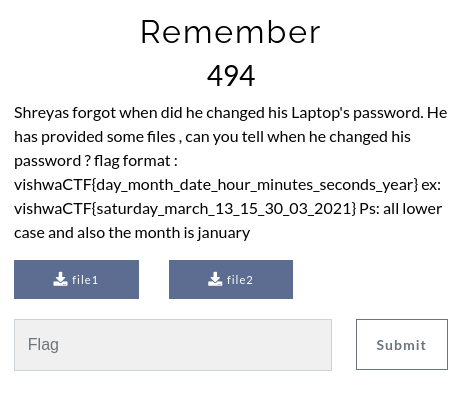 Remember
494
Shreyas forgot when did he changed his Laptop's password. He
has provided some files , can you tell when he changed his
password ? flag format :
vishwaCTF{day_month_date_hour_minutes_seconds_year} ex:
vishwaCTF{saturday_march_13_15_30_03_2021} Ps: all lower
case and also the month is january
file1 file2
Flag Submit